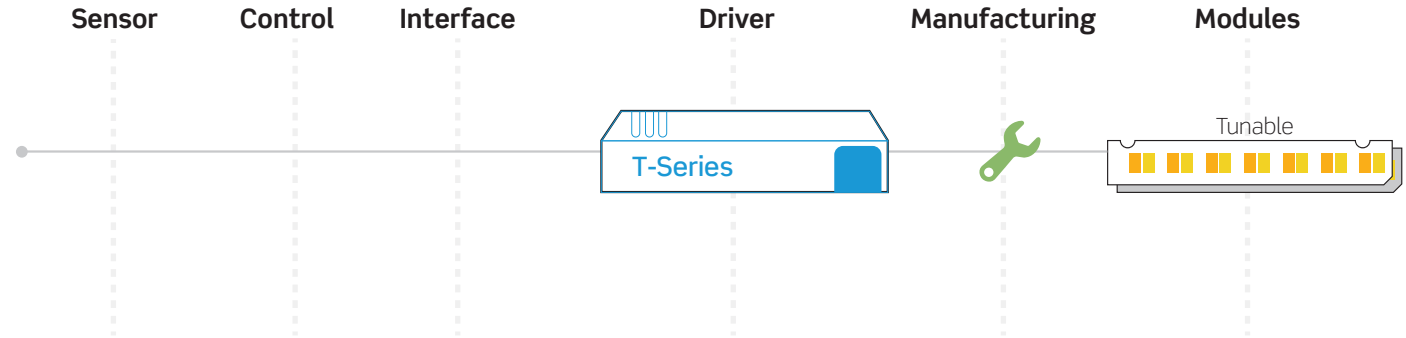 Sensor Control Interface Driver Manufacturing Modules
Tunable
T-Series